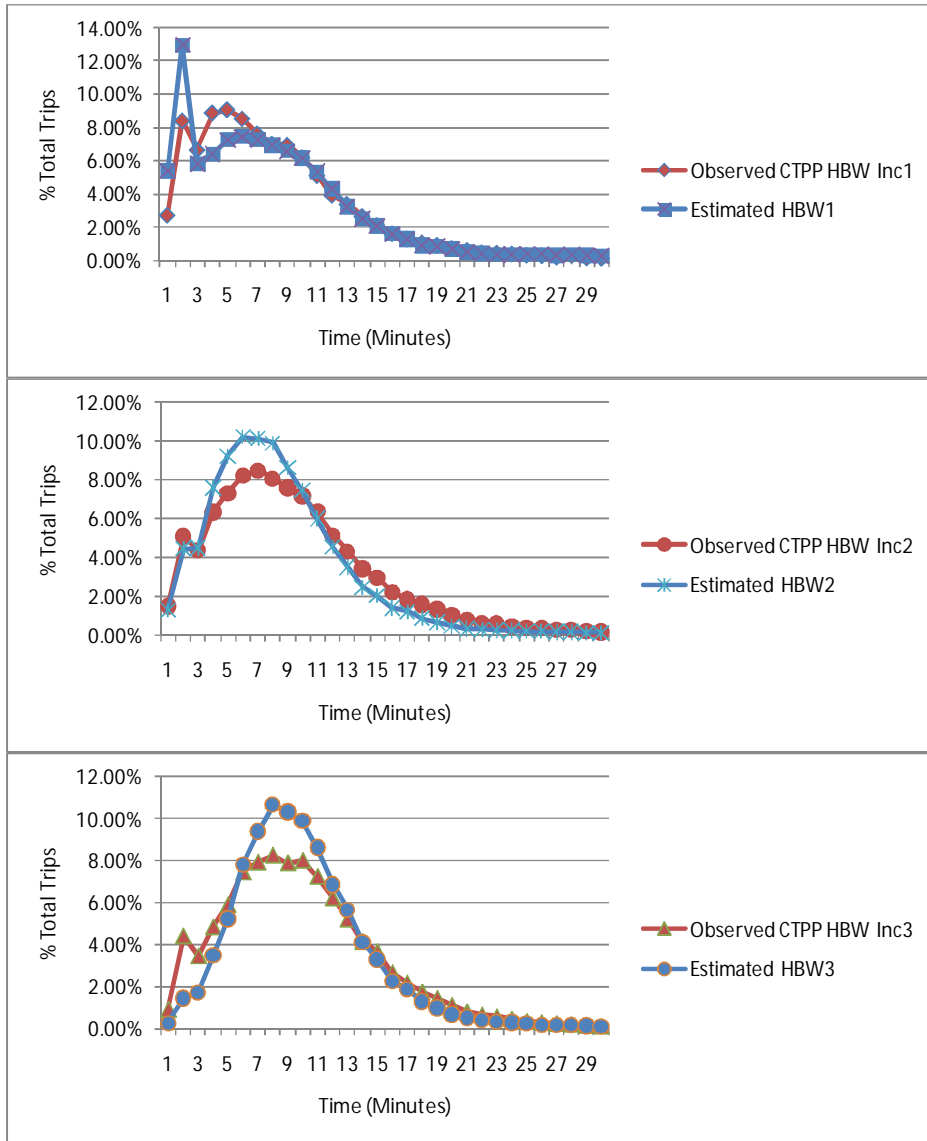 14.00%
12.00%
10.00%
8.00%
6.00%
4.00%
2.00%
0.00%
% Total Trips
1 3 5 7 9 11 13 15 17 19 21 23 25 27 29
Time (Minutes)
Observed CTPP HBW Inc1
Estimated HBW1
12.00%
10.00%
8.00%
6.00%
4.00%
2.00%
0.00%
% Total Trips
1 3 5 7 9 11 13 15 17 19 21 23 25 27 29
Time (Minutes)
Observed CTPP HBW Inc2
Estimated HBW2
12.00%
10.00%
8.00%
6.00%
4.00%
2.00%
0.00%
% Total Trips
1 3 5 7 9 11 13 15 17 19 21 23 25 27 29
Time (Minutes)
Observed CTPP HBW Inc3
Estimated HBW3